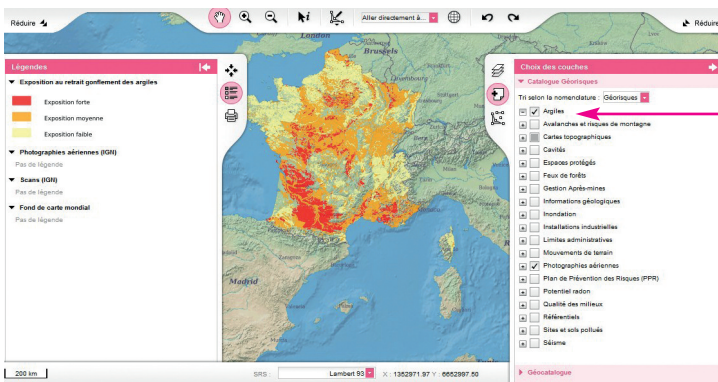 Réduire
Aller directement à...
Réduire
Légendes
Exposition au retrait gonflement des argiles
Exposition forte
Exposition moyenne
Exposition faible
Photographies aériennes (IGN)
Pas de légende
Scans (IGN)
Pas de légende
Fond de carte mondial
Pas de légende
London
Brussels
Luxembourg
Madrid
Zaragoza
Milan
Choix des couches
Catalogue Géorisques
Tri selon la nomenclature : Géorisques
Argiles
Avalanches et risques de montagne
Cartes topographiques
Cavités
Espaces protégés
Feux de forêts
Gestion Après-mines
Informations géologiques
Inondation
Installations industrielles
Limites administratives
Mouvements de terrain
Photographies aériennes
Plan de Prévention des Risques (PPR)
Potentiel radon
Qualité des milieux
Référentiels
Sites et sols pollués
Séisme
Géocatalogue
200 km
SRS : Lambert 93 X : 1352971.97 Y : 6652997.50